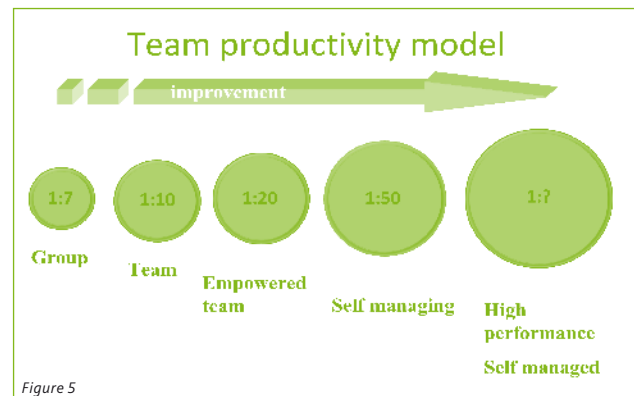 Team productivity model
improvement
1:7
1:10
1:20
1:50
1:?
Group
Team
Empowered
team
Self managing
High
performance
Self managed
Figure 5